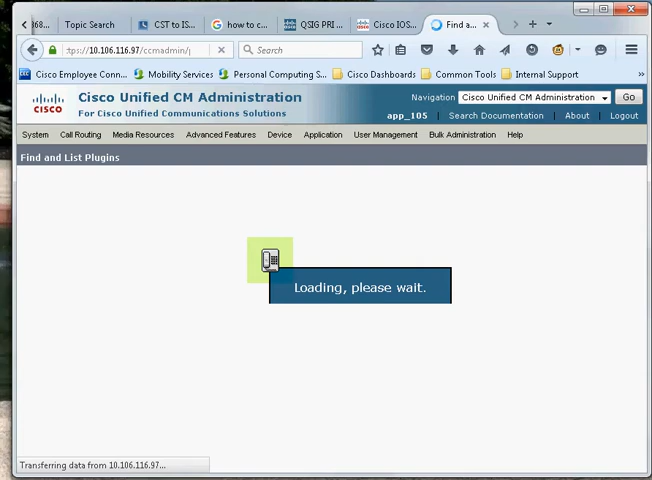 368...
Topic Search
CST to IS...
how to c...
QSIG PRI ...
Cisco IOS...
Find a...
:tps://10.106.116.97/ccmadmin/p
Search
Cisco Employee Conn...
Mobility Services
Personal Computing S...
Cisco Dashboards
Common Tools
Internal Support
»
CISCO
Cisco Unified CM Administration
For Cisco Unified Communications Solutions
Navigation
Cisco Unified CM Administration
Go
app_105 | Search Documentation | About | Logout
System
Call Routing
Media Resources
Advanced Features
Device
Application
User Management
Bulk Administration
Help
Find and List Plugins
Loading, please wait.
Transferring data from 10.106.116.97...